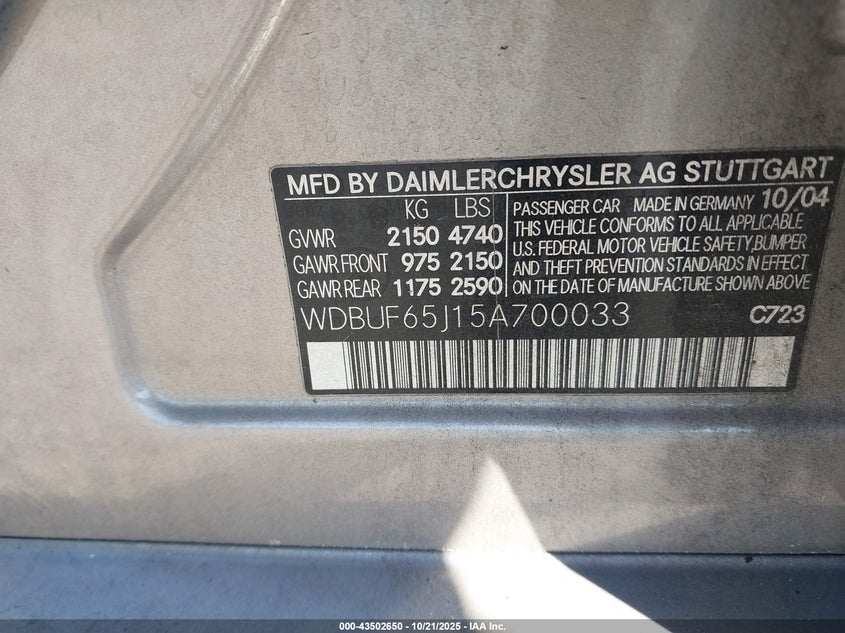 MFD BY DAIMLERCHRYSLER AG STUTTGART
KG LBS
GVWR 2150 4740
GAWR FRONT 975 2150
GAWR REAR 1175 2590
PASSENGER CAR MADE IN GERMANY 10/04
THIS VEHICLE CONFORMS TO ALL APPLICABLE
U.S. FEDERAL MOTOR VEHICLE SAFETY,BUMPER
AND THEFT PREVENTION STANDARDS IN EFFECT
ON THE DATE OF MANUFACTURE SHOWN ABOVE
WDBUF65J15A700033 C723
000-43502650 - 10/21/2025 - IAA Inc.